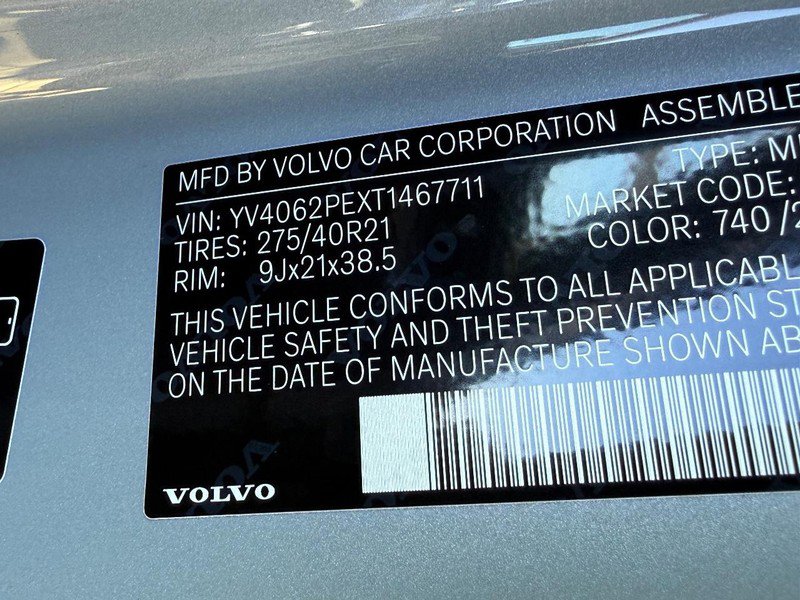 MFD BY VOLVO CAR CORPORATION ASSEMBLE
VIN: YV4062PEXT1467711
TYPE: M
TIRES: 275/40R21
MARKET CODE:
RIM: 9Jx21x38.5
COLOR: 740 /2
THIS VEHICLE CONFORMS TO ALL APPLICABL
VEHICLE SAFETY AND THEFT PREVENTION ST
ON THE DATE OF MANUFACTURE SHOWN AB
VOLVO